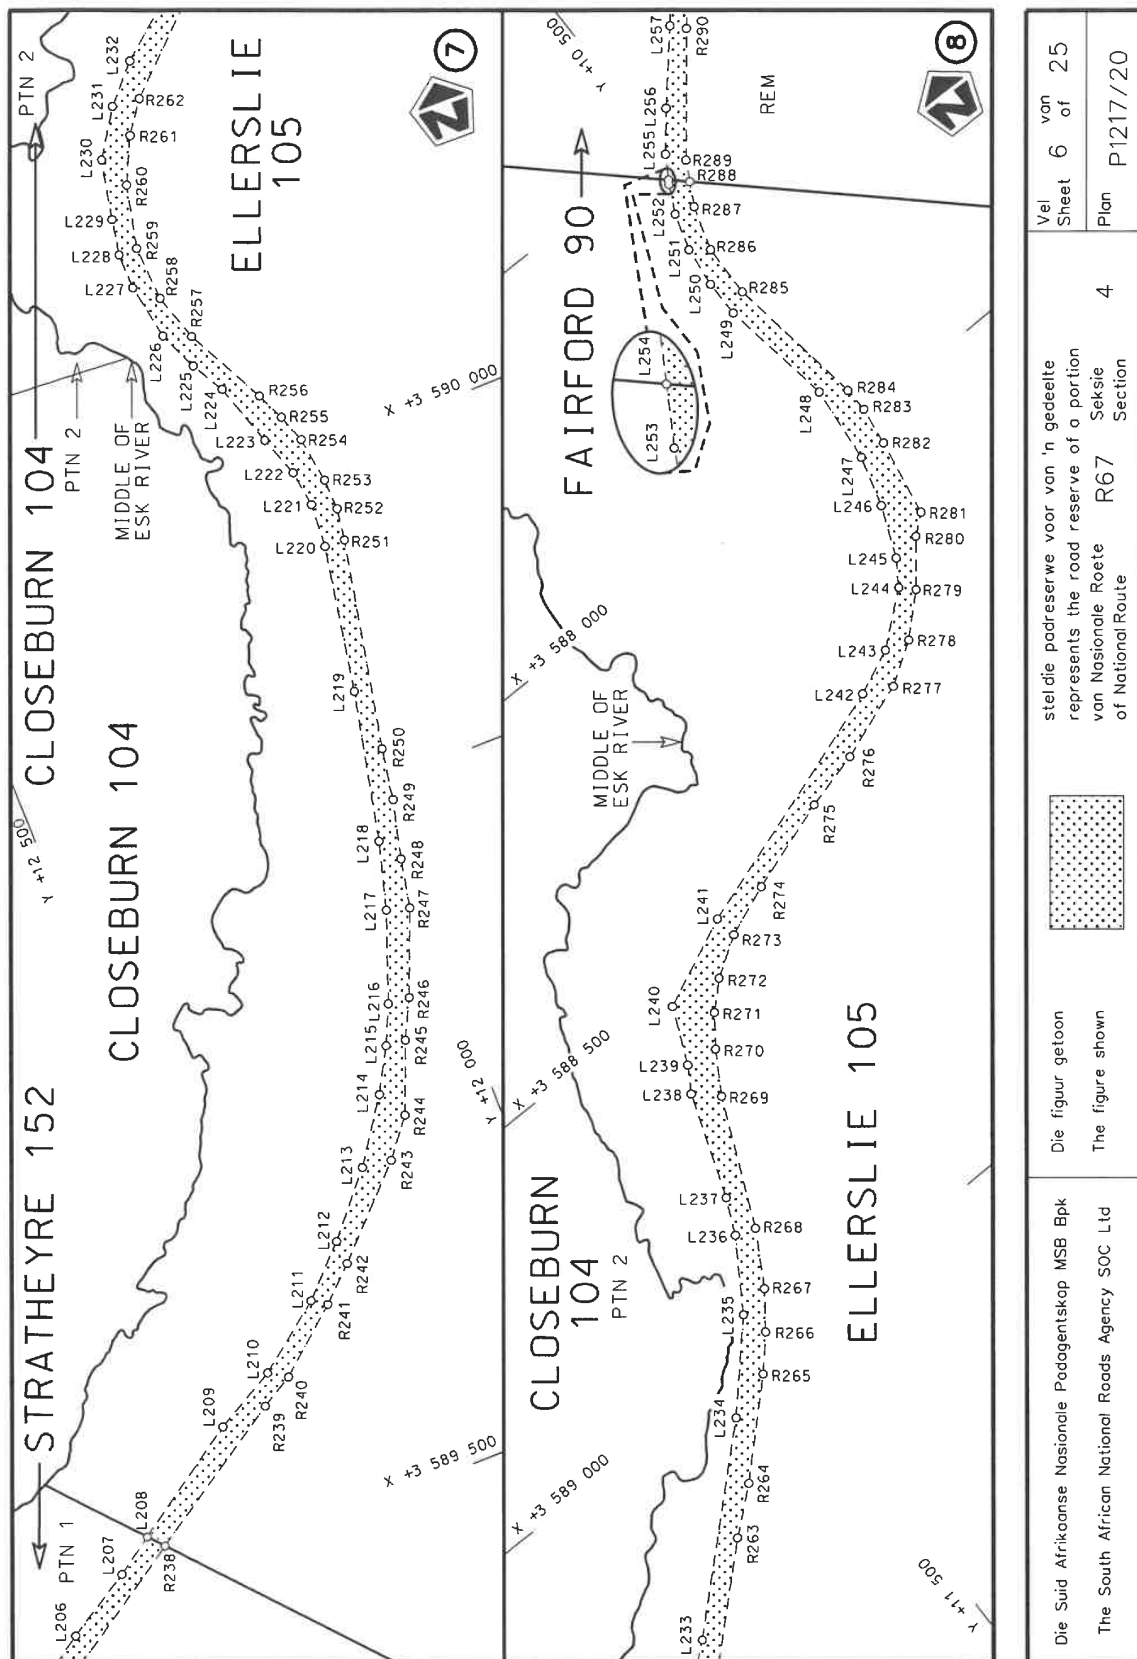 STRATHEYRE 152
CLOSEBURN 104
PTN 2
PTN 1
CLOSEBURN 104
PTN 2
MIDDLE OF
ESK RIVER
ELLERSLIE
105
7
Y +12 500
Y +12 000
X +3 589 500
X +3 590 000
L206
L207
L208
L209
L210
L211
L212
L213
L214
L215
L216
L217
L218
L219
L220
L221
L222
L223
L224
L225
L226
L227
L228
L229
L230
L231
L232
R238
R239
R240
R241
R242
R243
R244
R245
R246
R247
R248
R249
R250
R251
R252
R253
R254
R255
R256
R257
R258
R259
R260
R261
R262
CLOSEBURN
104
PTN 2
ELLERSLIE 105
MIDDLE OF
ESK RIVER
FAIRFORD 90
REM
8
X +3 589 000
X +3 588 500
X +3 588 000
Y +11 500
Y +10 500
L233
L234
L235
L236
L237
L238
L239
L240
L241
L242
L243
L244
L245
L246
L247
L248
L249
L250
L251
L252
L253
L254
L255
L256
L257
R263
R264
R265
R266
R267
R268
R269
R270
R271
R272
R273
R274
R275
R276
R277
R278
R279
R280
R281
R282
R283
R284
R285
R286
R287
R288
R289
R290
Die Suid Afrikaanse Nasionale Padagentskap MSB Bpk
The South African National Roads Agency SOC Ltd
Die figuur getoon
The figure shown
stel die padreserwe voor van 'n gedeelte
represents the road reserve of a portion
van Nasionale Roete R67 Seksie 4
of National Route Section
Vel 6 van 25
Sheet of
Plan P1217/20